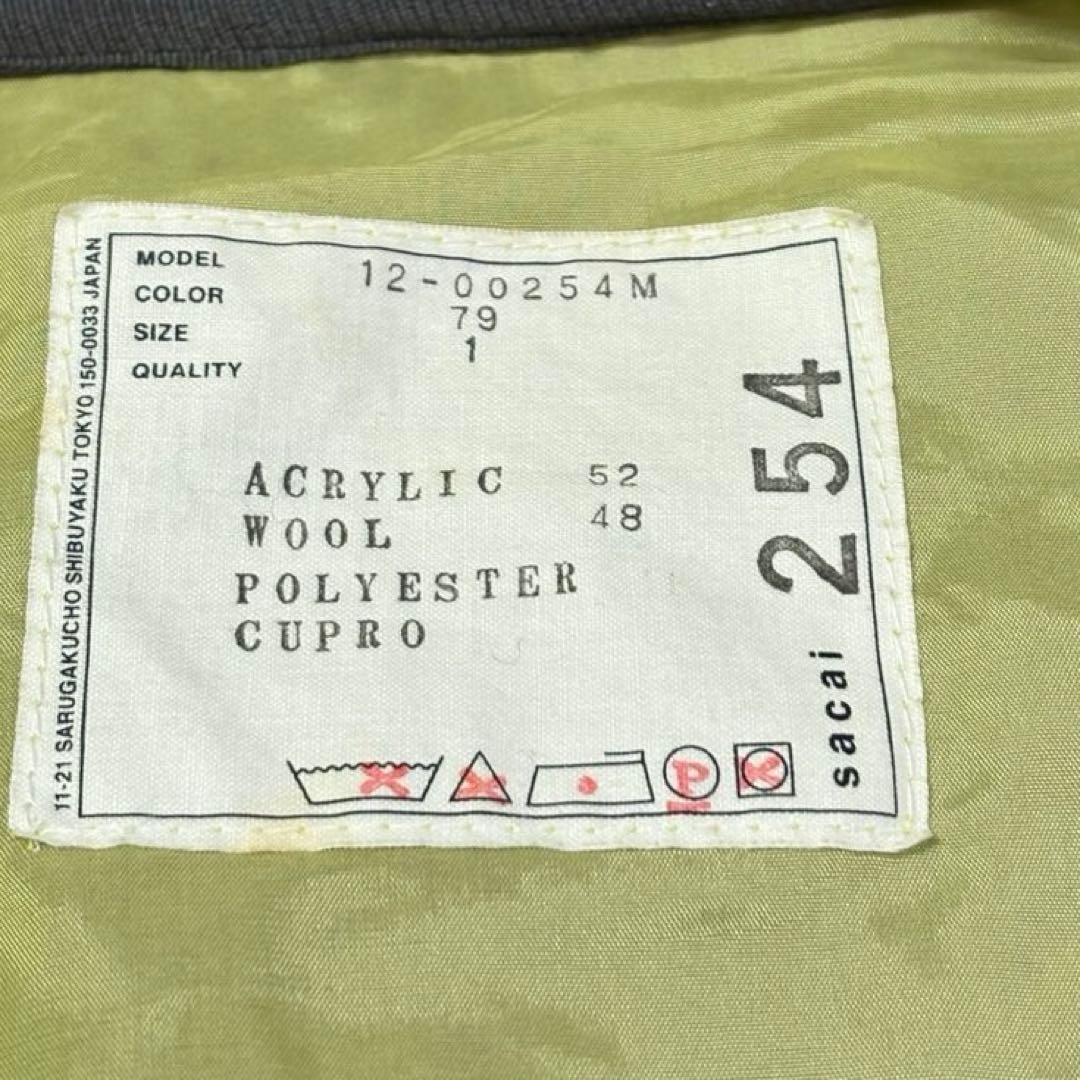 MODEL 12-00254M
COLOR 79
SIZE 1
QUALITY
ACRYLIC 52
WOOL 48
POLYESTER
CUPRO
P
sacai 254
11-21 SARUGAKUCHO SHIBUYAKU TOKYO 150-0033 JAPAN